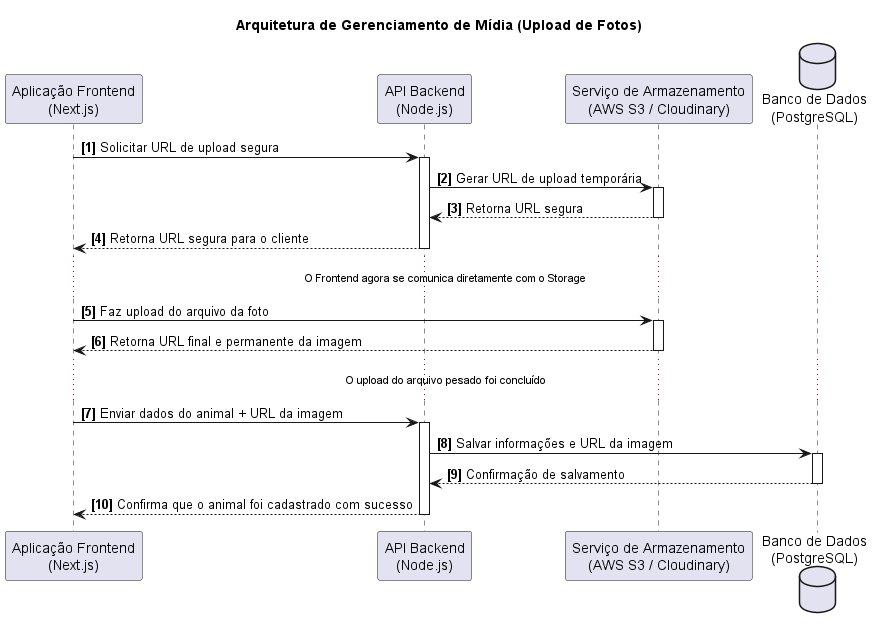 Arquitetura de Gerenciamento de Mídia (Upload de Fotos)
Aplicação Frontend
(Next.js)
API Backend
(Node.js)
Serviço de Armazenamento
(AWS S3 / Cloudinary)
Banco de Dados
(PostgreSQL)
[1] Solicitar URL de upload segura
[2] Gerar URL de upload temporária
[3] Retorna URL segura
[4] Retorna URL segura para o cliente
O Frontend agora se comunica diretamente com o Storage
[5] Faz upload do arquivo da foto
[6] Retorna URL final e permanente da imagem
O upload do arquivo pesado foi concluído
[7] Enviar dados do animal + URL da imagem
[8] Salvar informações e URL da imagem
[9] Confirmação de salvamento
[10] Confirma que o animal foi cadastrado com sucesso
Aplicação Frontend
(Next.js)
API Backend
(Node.js)
Serviço de Armazenamento
(AWS S3 / Cloudinary)
Banco de Dados
(PostgreSQL)